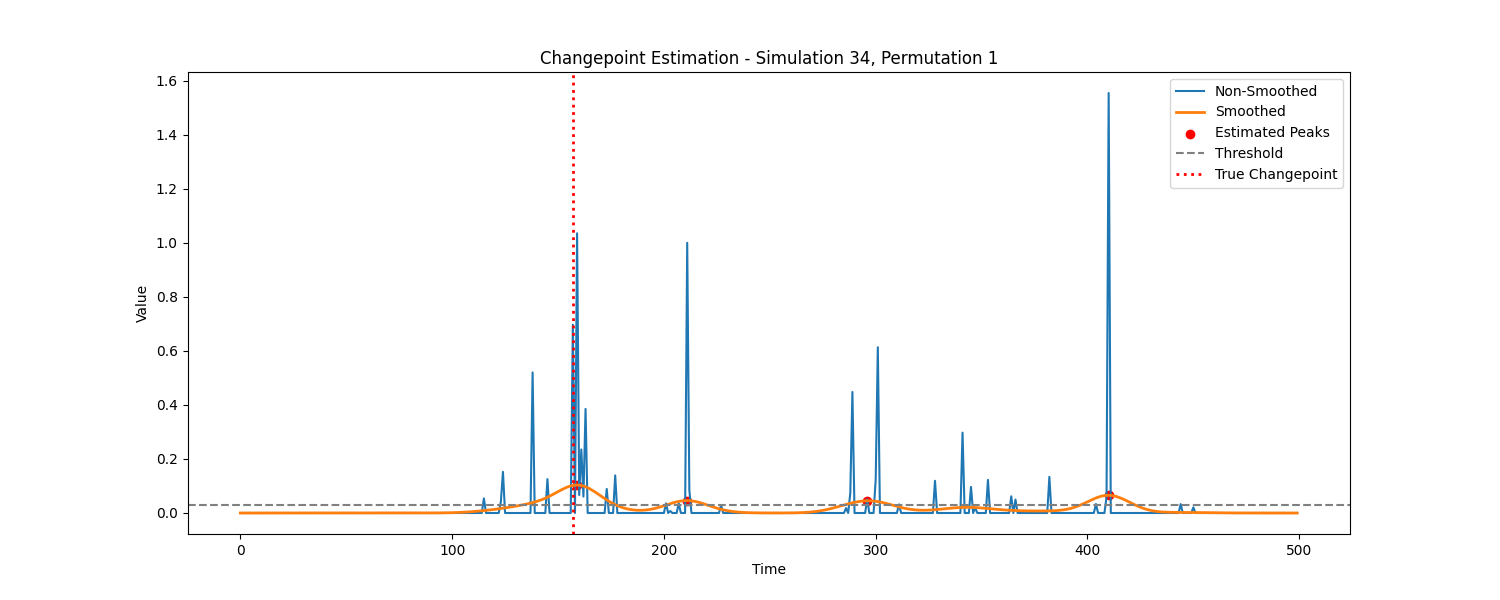 Changepoint Estimation - Simulation 34, Permutation 1
Non-Smoothed
Smoothed
Estimated Peaks
Threshold
True Changepoint
1.6
1.4
1.2
1.0
0.8
0.6
0.4
0.2
0.0
Value
0
100
200
300
400
500
Time